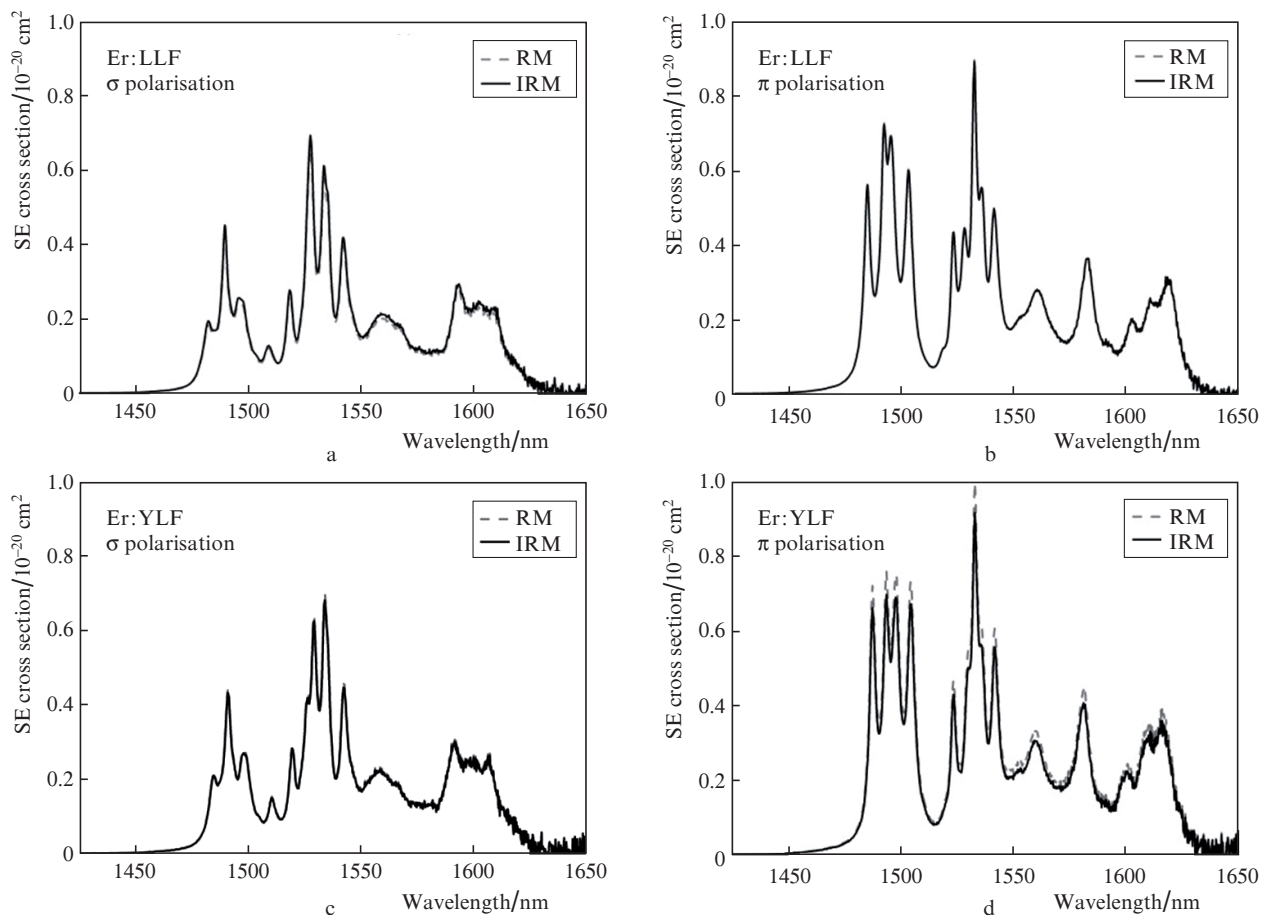 SE cross section/10⁻²⁰ cm²
1.0
0.8
0.6
0.4
0.2
0
Er:LLF
σ polarisation
RM
IRM
1450 1500 1550 1600 1650
Wavelength/nm
a
SE cross section/10⁻²⁰ cm²
1.0
0.8
0.6
0.4
0.2
0
Er:LLF
π polarisation
RM
IRM
1450 1500 1550 1600 1650
Wavelength/nm
b
SE cross section/10⁻²⁰ cm²
1.0
0.8
0.6
0.4
0.2
0
Er:YLF
σ polarisation
RM
IRM
1450 1500 1550 1600 1650
Wavelength/nm
c
SE cross section/10⁻²⁰ cm²
1.0
0.8
0.6
0.4
0.2
0
Er:YLF
π polarisation
RM
IRM
1450 1500 1550 1600 1650
Wavelength/nm
d